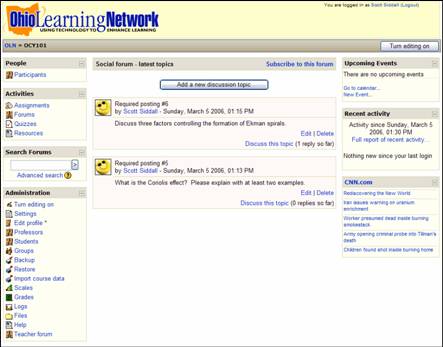 You are logged in as Scott Siddall (Logout)
OhioLearningNetwork
USING TECHNOLOGY TO ENHANCE LEARNING
OLN » OCY101
Turn editing on
People
Participants
Activities
Assignments
Forums
Quizzes
Resources
Search Forums
>
Advanced search ?
Administration
Turn editing on
Settings
Edit profile *
Professors
Students
Groups
Backup
Restore
Import course data
Scales
Grades
Logs
Files
Help
Teacher forum
Social forum - latest topics
Subscribe to this forum
Add a new discussion topic...
Required posting #6
by Scott Siddall - Sunday, March 5 2006, 01:15 PM
Discuss three factors controlling the formation of Ekman spirals.
Edit | Delete
Discuss this topic (1 reply so far)
Required posting #5
by Scott Siddall - Sunday, March 5 2006, 01:13 PM
What is the Coriolis effect? Please explain with at least two examples.
Edit | Delete
Discuss this topic (0 replies so far)
Upcoming Events
There are no upcoming events
Go to calendar...
New Event...
Recent activity
Activity since Sunday, March
5 2006, 01:30 PM
Full report of recent activity...
Nothing new since your last login
CNN.com
Rediscovering the New World
Iran issues warning on uranium
enrichment
Worker presumed dead inside burning
smokestack
Army opening criminal probe into Tillman's
death
Children found shot inside burning home